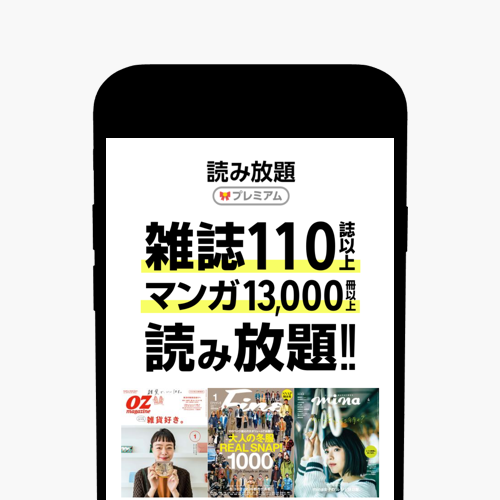 読み放題
プレミアム
雑誌110誌以上
マンガ13,000冊以上
読み放題!!
OZ
magazine
雑貨好き。
1
Fine
大人の冬服
REAL SNAP!
1000
mina